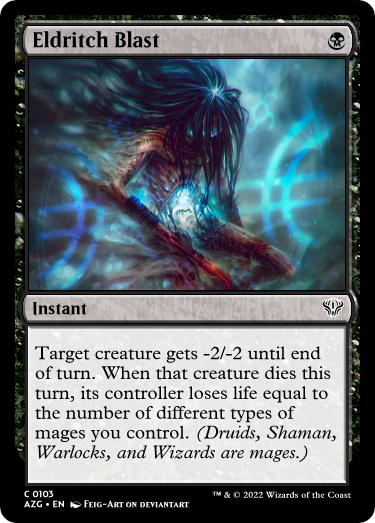 Eldritch Blast
Instant
Target creature gets -2/-2 until end
of turn. When that creature dies this
turn, its controller loses life equal to
the number of different types of
mages you control. (Druids, Shaman,
Warlocks, and Wizards are mages.)
C 0103
™ & © 2022 Wizards of the Coast
AZG • EN Feig-Art on deviantart